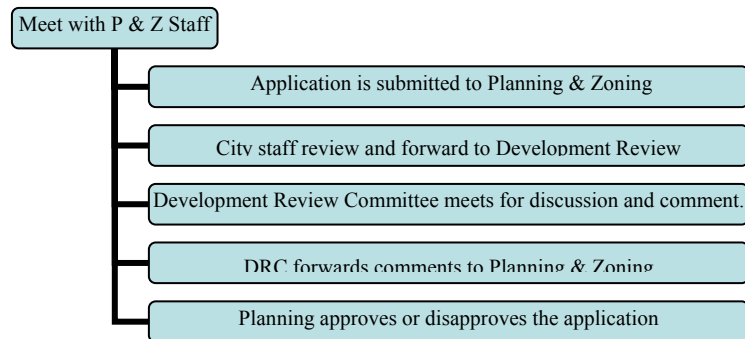 Meet with P & Z Staff
Application is submitted to Planning & Zoning
City staff review and forward to Development Review
Development Review Committee meets for discussion and comment.
DRC forwards comments to Planning & Zoning
Planning approves or disapproves the application